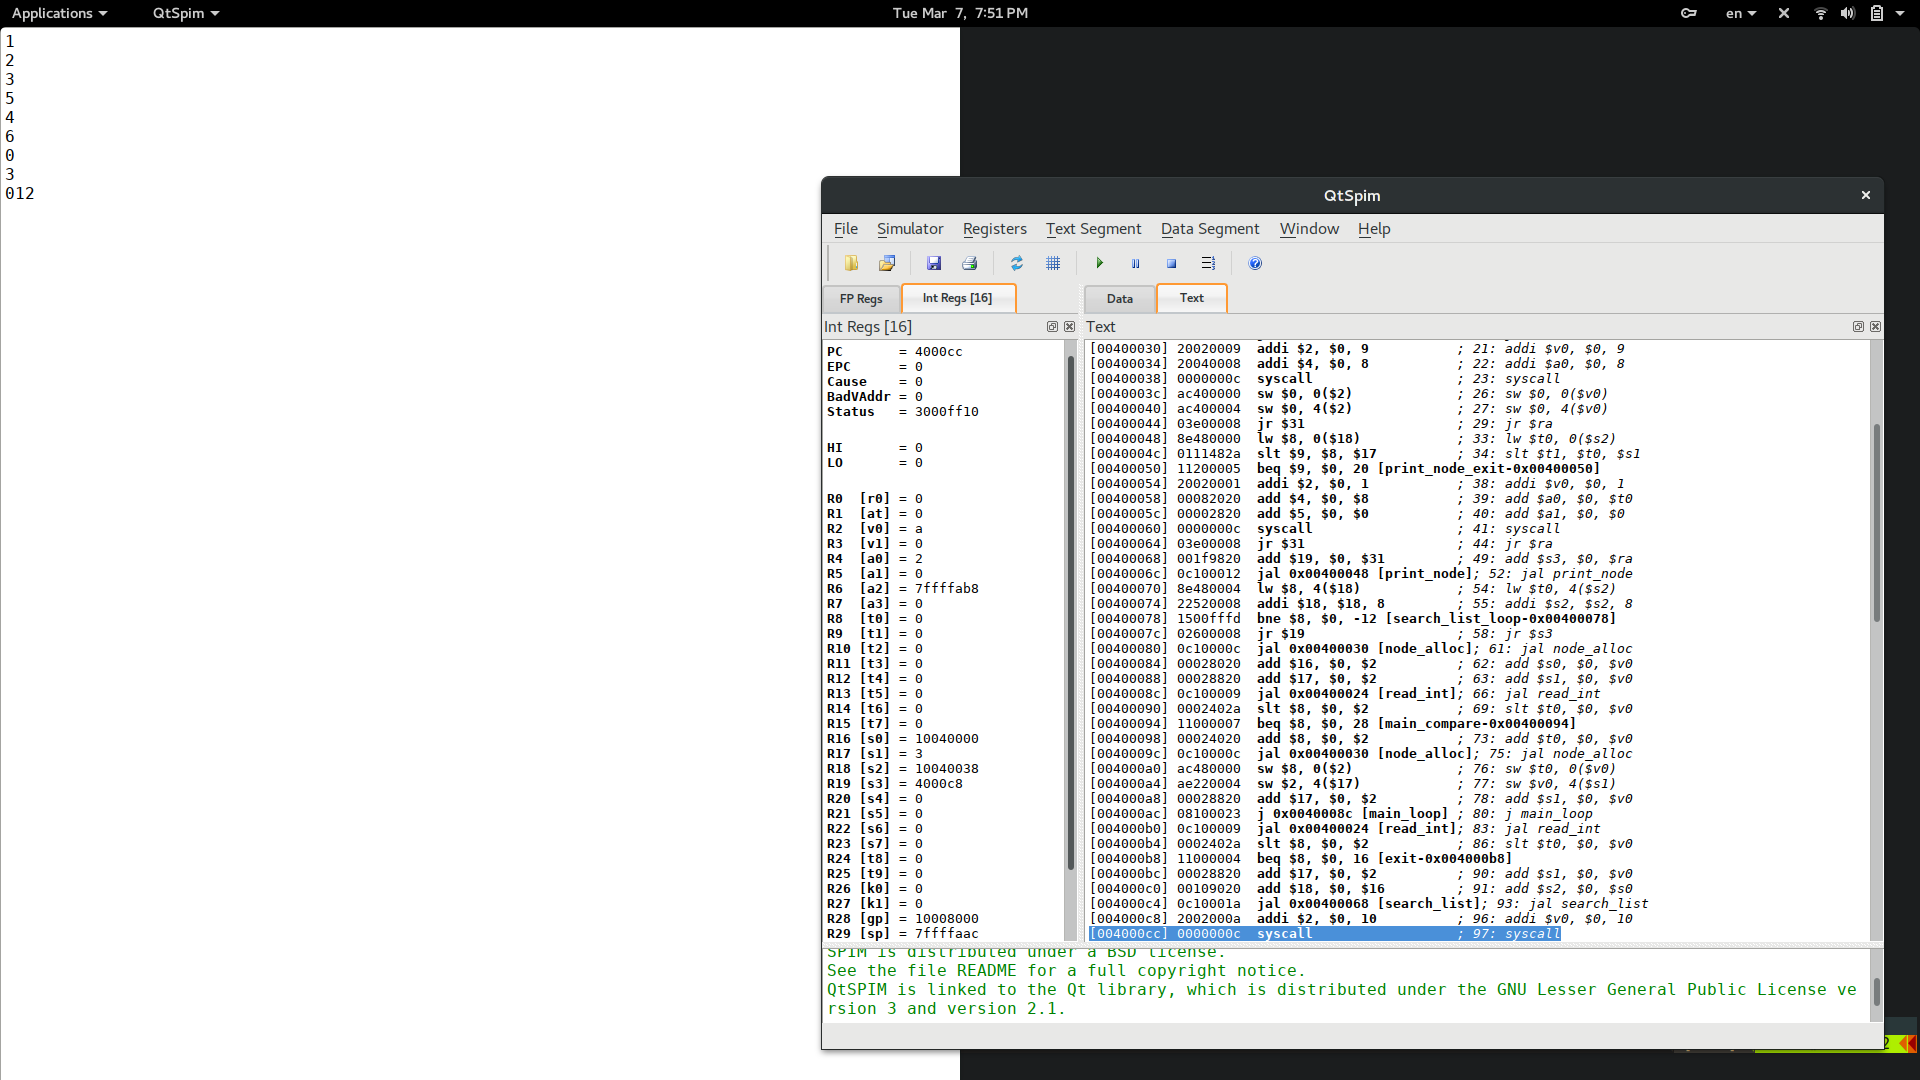 Applications QtSpim Tue Mar 7, 7:51 PM en
1
2
3
5
4
6
0
3
012
QtSpim
File Simulator Registers Text Segment Data Segment Window Help
FP Regs Int Regs [16] Data Text
Int Regs [16]
PC = 4000cc
EPC = 0
Cause = 0
BadVAddr = 0
Status = 3000ff10
HI = 0
LO = 0
R0 [r0] = 0
R1 [at] = 0
R2 [v0] = a
R3 [v1] = 0
R4 [a0] = 2
R5 [a1] = 0
R6 [a2] = 7ffffab8
R7 [a3] = 0
R8 [t0] = 0
R9 [t1] = 0
R10 [t2] = 0
R11 [t3] = 0
R12 [t4] = 0
R13 [t5] = 0
R14 [t6] = 0
R15 [t7] = 0
R16 [s0] = 10040000
R17 [s1] = 3
R18 [s2] = 10040038
R19 [s3] = 4000c8
R20 [s4] = 0
R21 [s5] = 0
R22 [s6] = 0
R23 [s7] = 0
R24 [t8] = 0
R25 [t9] = 0
R26 [k0] = 0
R27 [k1] = 0
R28 [gp] = 10008000
R29 [sp] = 7ffffaac
Text
[00400030] 20020009 addi $2, $0, 9 ; 21: addi $v0, $0, 9
[00400034] 20040008 addi $4, $0, 8 ; 22: addi $a0, $0, 8
[00400038] 0000000c syscall ; 23: syscall
[0040003c] ac400000 sw $0, 0($2) ; 26: sw $0, 0($v0)
[00400040] ac400004 sw $0, 4($2) ; 27: sw $0, 4($v0)
[00400044] 03e00008 jr $31 ; 29: jr $ra
[00400048] 8e480000 lw $8, 0($18) ; 33: lw $t0, 0($s2)
[0040004c] 0111482a slt $9, $8, $17 ; 34: slt $t1, $t0, $s1
[00400050] 11200005 beq $9, $0, 20 [print_node_exit-0x00400050]
[00400054] 20020001 addi $2, $0, 1 ; 38: addi $v0, $0, 1
[00400058] 00082020 add $4, $0, $8 ; 39: add $a0, $0, $t0
[0040005c] 00002820 add $5, $0, $0 ; 40: add $a1, $0, $0
[00400060] 0000000c syscall ; 41: syscall
[00400064] 03e00008 jr $31 ; 44: jr $ra
[00400068] 001f9820 add $19, $0, $31 ; 49: add $s3, $0, $ra
[0040006c] 0c100012 jal 0x00400048 [print_node]; 52: jal print_node
[00400070] 8e480004 lw $8, 4($18) ; 54: lw $t0, 4($s2)
[00400074] 22520008 addi $18, $18, 8 ; 55: addi $s2, $s2, 8
[00400078] 1500fffd bne $8, $0, -12 [search_list_loop-0x00400078]
[0040007c] 02600008 jr $19 ; 58: jr $s3
[00400080] 0c10000c jal 0x00400030 [node_alloc]; 61: jal node_alloc
[00400084] 00028020 add $16, $0, $2 ; 62: add $s0, $0, $v0
[00400088] 00028820 add $17, $0, $2 ; 63: add $s1, $0, $v0
[0040008c] 0c100009 jal 0x00400024 [read_int]; 66: jal read_int
[00400090] 0002402a slt $8, $0, $2 ; 69: slt $t0, $0, $v0
[00400094] 11000007 beq $8, $0, 28 [main_compare-0x00400094]
[00400098] 00024020 add $8, $0, $2 ; 73: add $t0, $0, $v0
[0040009c] 0c10000c jal 0x00400030 [node_alloc]; 75: jal node_alloc
[004000a0] ac480000 sw $8, 0($2) ; 76: sw $t0, 0($v0)
[004000a4] ae220004 sw $2, 4($17) ; 77: sw $v0, 4($s1)
[004000a8] 00028820 add $17, $0, $2 ; 78: add $s1, $0, $v0
[004000ac] 08100023 j 0x0040008c [main_loop] ; 80: j main_loop
[004000b0] 0c100009 jal 0x00400024 [read_int]; 83: jal read_int
[004000b4] 0002402a slt $8, $0, $2 ; 86: slt $t0, $0, $v0
[004000b8] 11000004 beq $8, $0, 16 [exit-0x004000b8]
[004000bc] 00028820 add $17, $0, $2 ; 90: add $s1, $0, $v0
[004000c0] 00109020 add $18, $0, $16 ; 91: add $s2, $0, $s0
[004000c4] 0c10001a jal 0x00400068 [search_list]; 93: jal search_list
[004000c8] 2002000a addi $2, $0, 10 ; 96: addi $v0, $0, 10
[004000cc] 0000000c syscall ; 97: syscall
SPIM is distributed under a BSD license.
See the file README for a full copyright notice.
QtSPIM is linked to the Qt library, which is distributed under the GNU Lesser General Public License ve
rsion 3 and version 2.1.